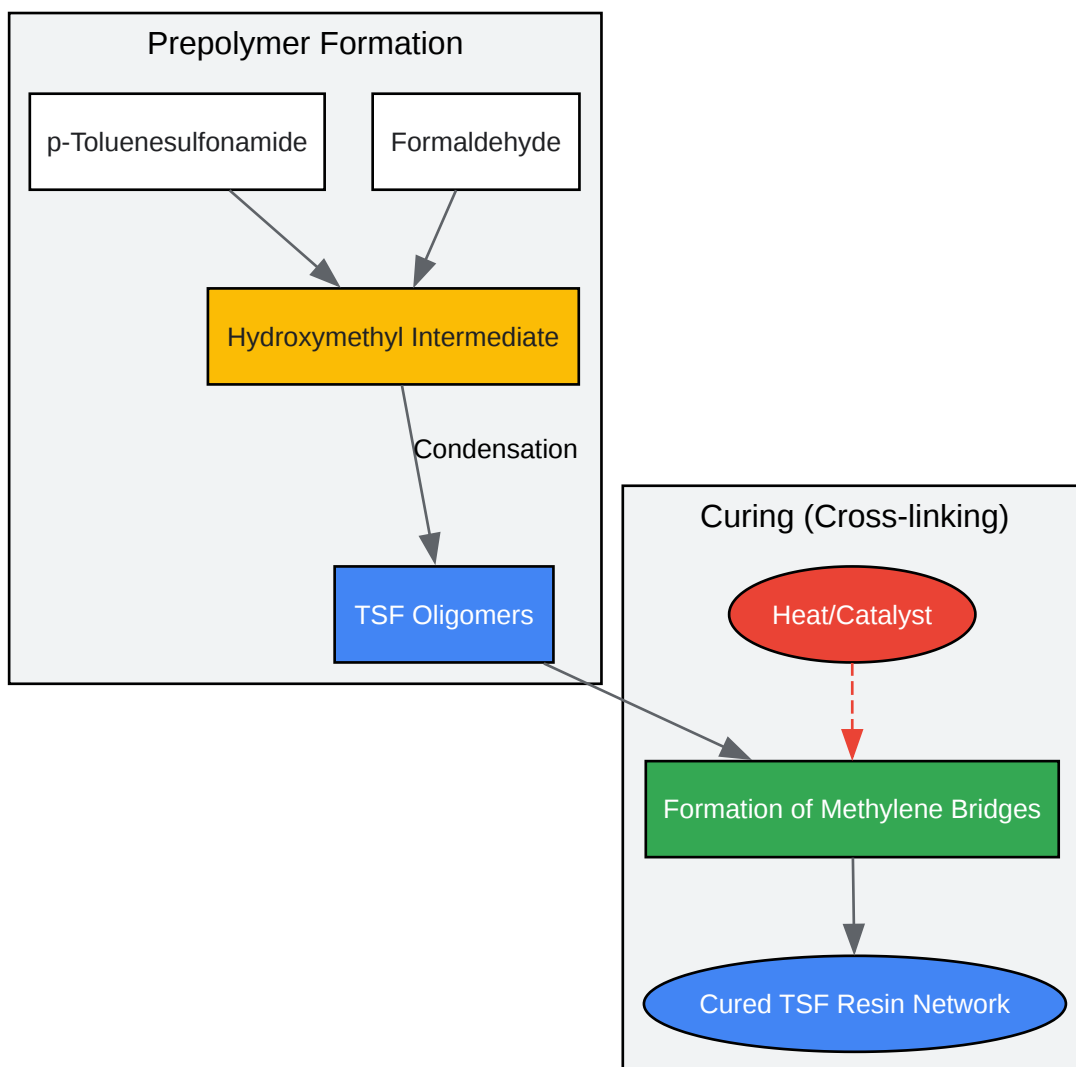 Prepolymer Formation
p-Toluenesulfonamide
Formaldehyde
Hydroxymethyl Intermediate
Condensation
TSF Oligomers
Curing (Cross-linking)
Heat/Catalyst
Formation of Methylene Bridges
Cured TSF Resin Network